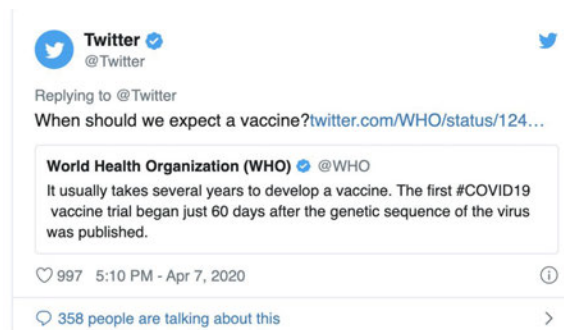 Twitter
@Twitter
Replying to @Twitter
When should we expect a vaccine?twitter.com/WHO/status/124…
World Health Organization (WHO) @WHO
It usually takes several years to develop a vaccine. The first #COVID19
vaccine trial began just 60 days after the genetic sequence of the virus
was published.
997 5:10 PM - Apr 7, 2020
358 people are talking about this